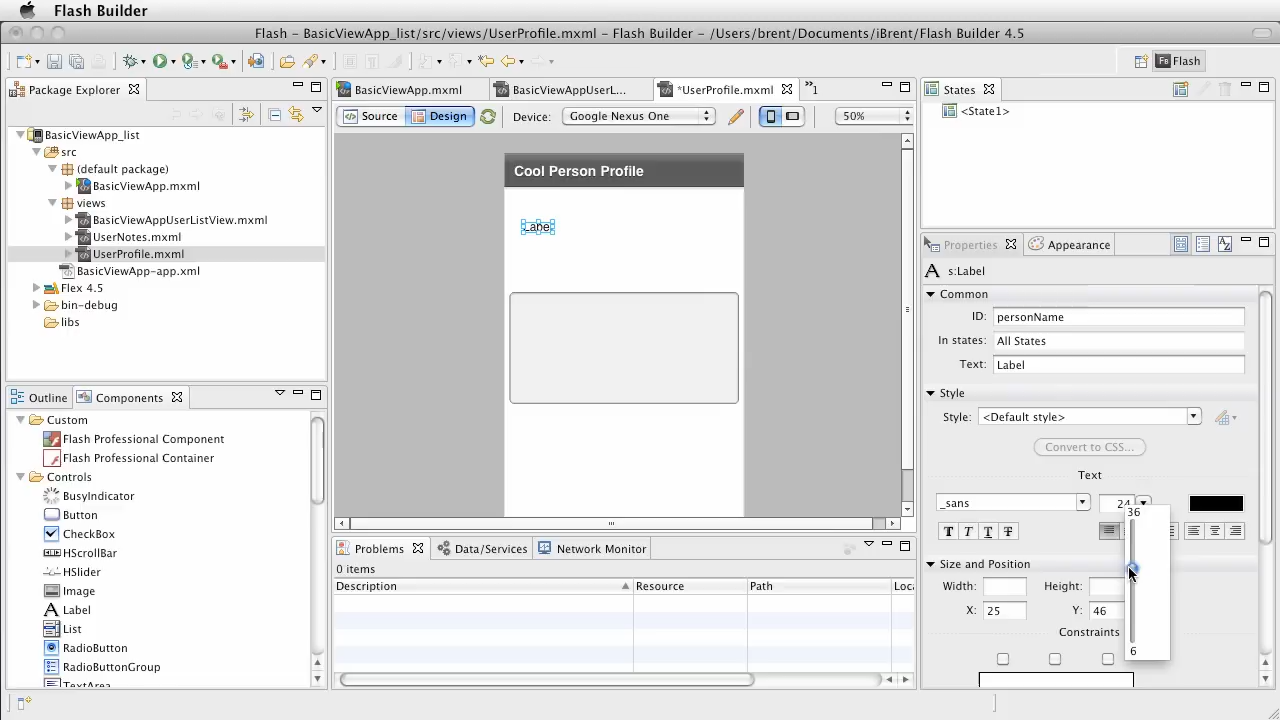 Flash Builder
Flash – BasicViewApp_list/src/views/UserProfile.mxml – Flash Builder – /Users/brent/Documents/iBrent/Flash Builder 4.5
Fb Flash
Package Explorer
BasicViewApp_list
src
(default package)
BasicViewApp.mxml
views
BasicViewAppUserListView.mxml
UserNotes.mxml
UserProfile.mxml
BasicViewApp-app.xml
Flex 4.5
bin-debug
libs
Outline
Components
Custom
Flash Professional Component
Flash Professional Container
Controls
BusyIndicator
Button
CheckBox
HScrollBar
HSlider
Image
Label
List
RadioButton
RadioButtonGroup
TextArea
BasicViewApp.mxml
BasicViewAppUserL...
*UserProfile.mxml
»1
Source
Design
Device:
Google Nexus One
50%
Cool Person Profile
Label
Problems
Data/Services
Network Monitor
0 items
Description
Resource
Path
Loca
States
<State1>
Properties
Appearance
s:Label
Common
ID: personName
In states: All States
Text: Label
Style
Style: <Default style>
Convert to CSS...
Text
_sans
24
36
T T T T
6
Size and Position
Width:
Height:
X: 25
Y: 46
Constraints